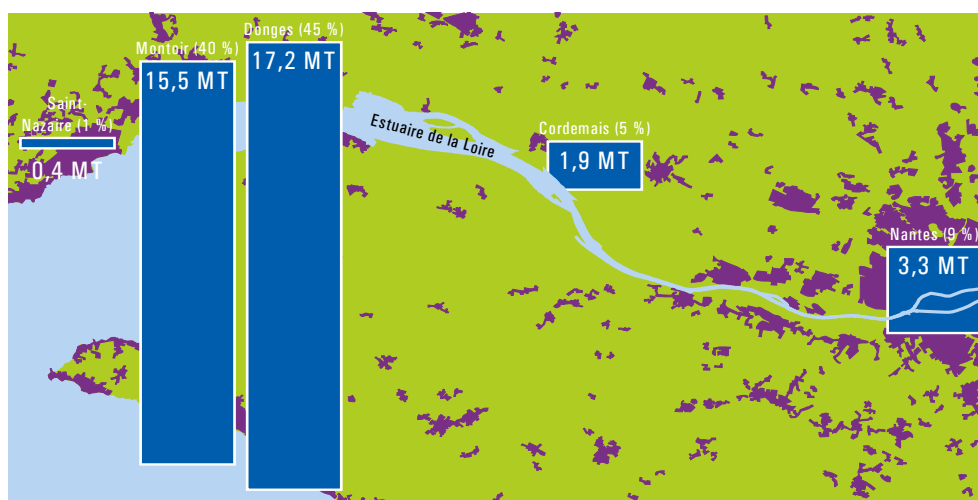 Donges (45 %)
17,2 MT
Montoir (40 %)
15,5 MT
Saint-
Nazaire (1 %)
0,4 MT
Estuaire de la Loire
Cordemais (5 %)
1,9 MT
Nantes (9 %)
3,3 MT